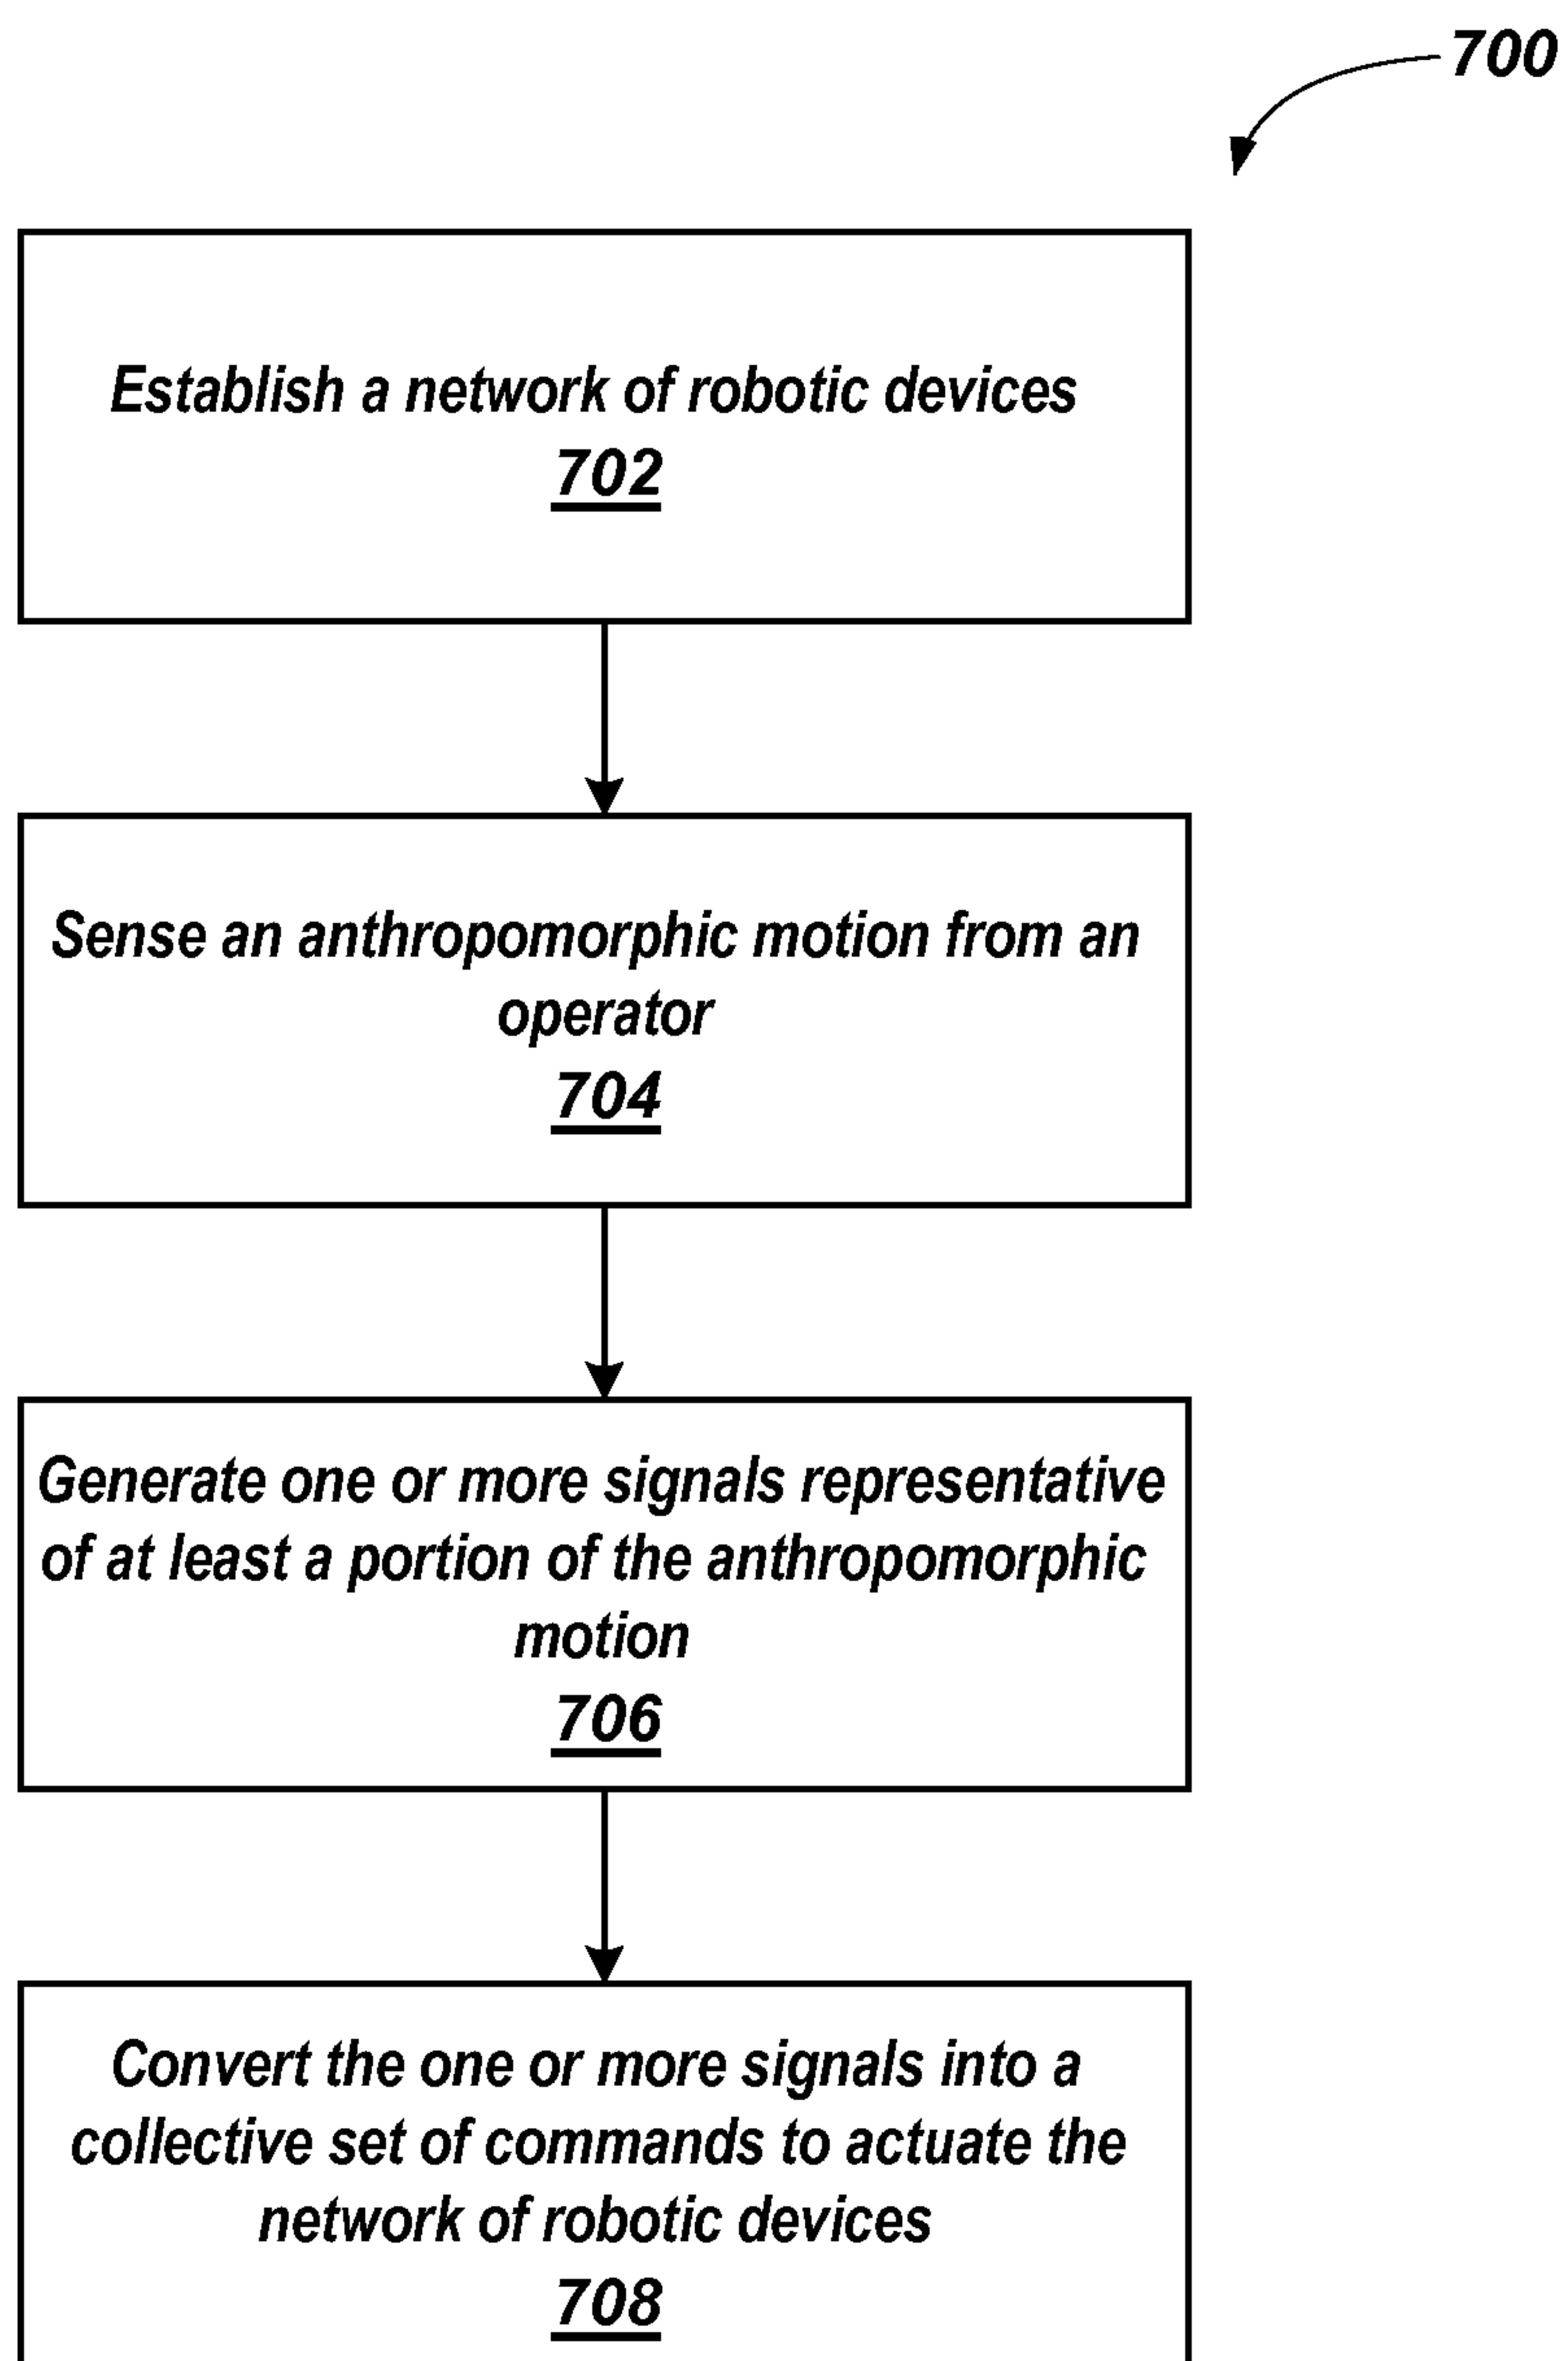 700
Establish a network of robotic devices
702
Sense an anthropomorphic motion from an
operator
704
Generate one or more signals representative
of at least a portion of the anthropomorphic
motion
706
Convert the one or more signals into a
collective set of commands to actuate the
network of robotic devices
708